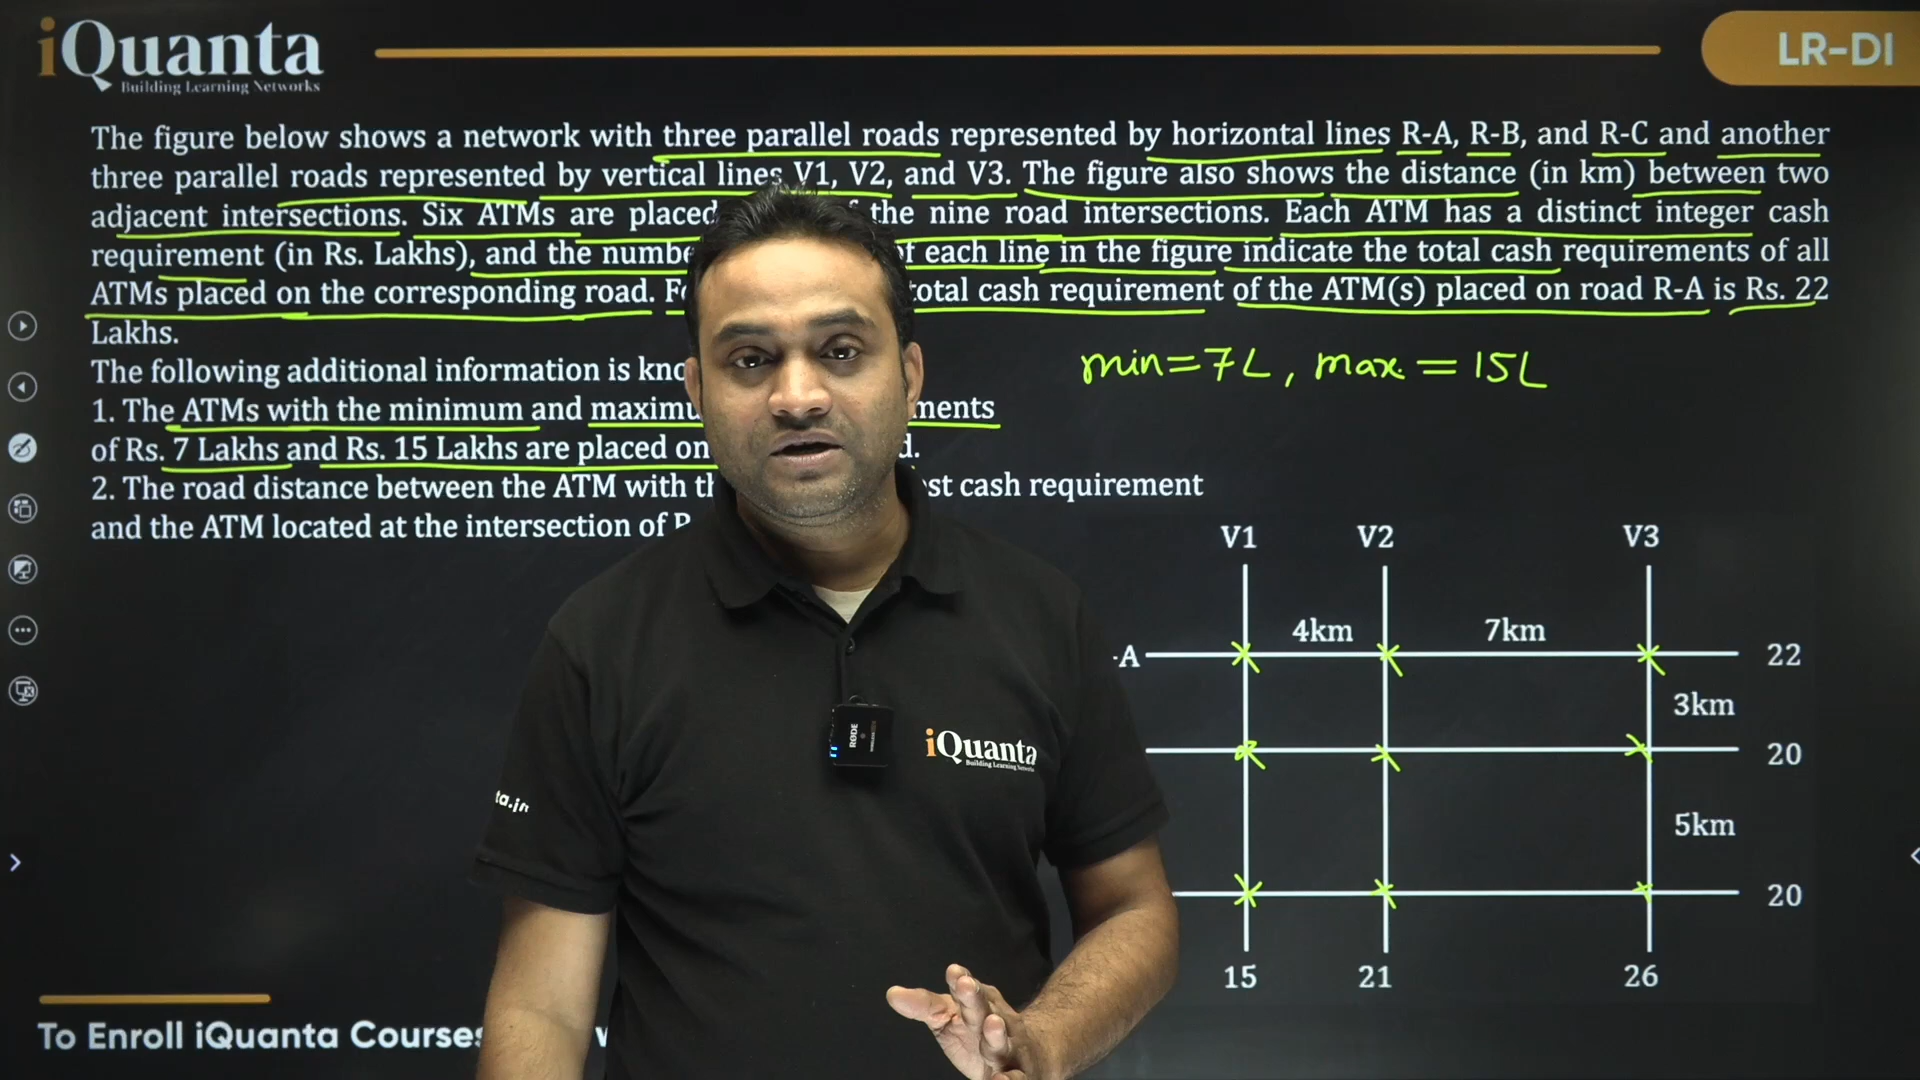 iQuanta
Building Learning Networks
LR-DI
The figure below shows a network with three parallel roads represented by horizontal lines R-A, R-B, and R-C and another
three parallel roads represented by vertical lines V1, V2, and V3. The figure also shows the distance (in km) between two
adjacent intersections. Six ATMs are placed the nine road intersections. Each ATM has a distinct integer cash
requirement (in Rs. Lakhs), and the of each line in the figure indicate the total cash requirements of all
ATMs placed on the corresponding road. total cash requirement of the ATM(s) placed on road R-A is Rs. 22
Lakhs.
The following additional information is
min=7L, max. = 15L
1. The ATMs with the minimum and
of Rs. 7 Lakhs and Rs. 15 Lakhs are placed on
2. The road distance between the ATM with cash requirement
and the ATM located at the intersection of
V1 V2 V3
4km 7km
-A 22
3km
20
5km
20
15 21 26
iQuanta
Building Learning Networks
To Enroll iQuanta Courses